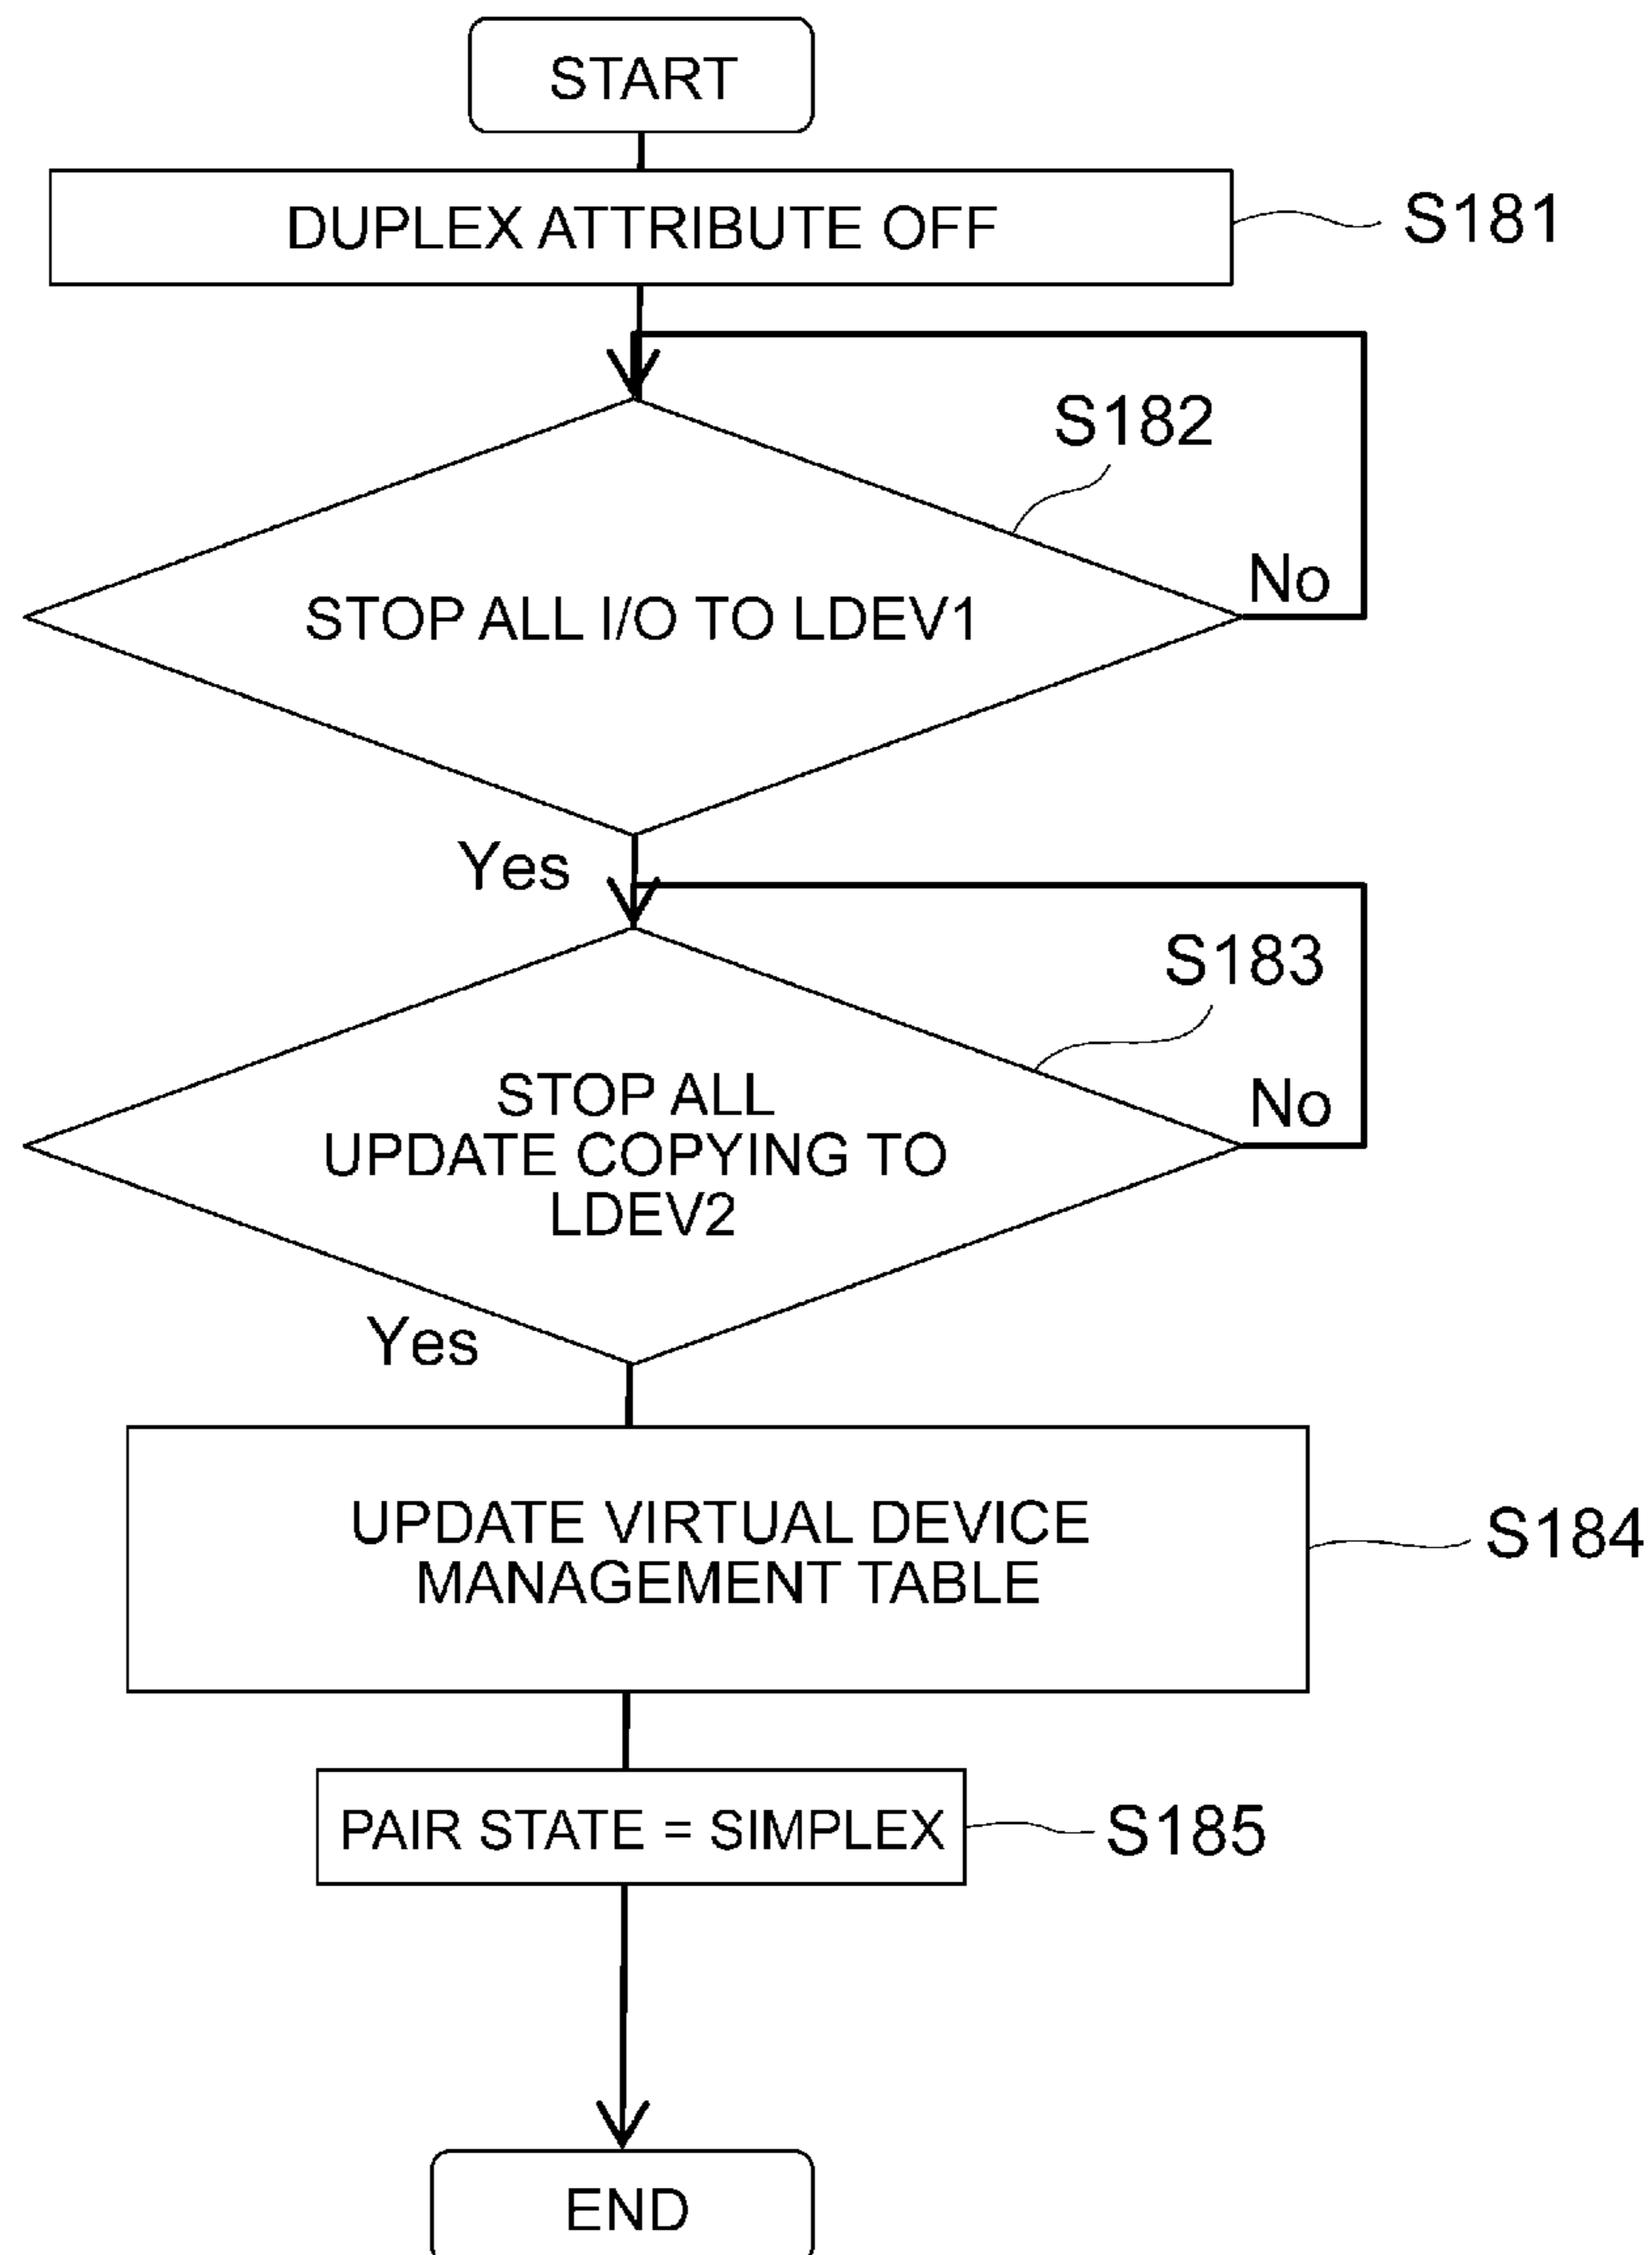 START
DUPLEX ATTRIBUTE OFF
S181
S182
STOP ALL I/O TO LDEV1
No
Yes
S183
STOP ALL
UPDATE COPYING TO
LDEV2
No
Yes
UPDATE VIRTUAL DEVICE
MANAGEMENT TABLE
S184
PAIR STATE = SIMPLEX
S185
END